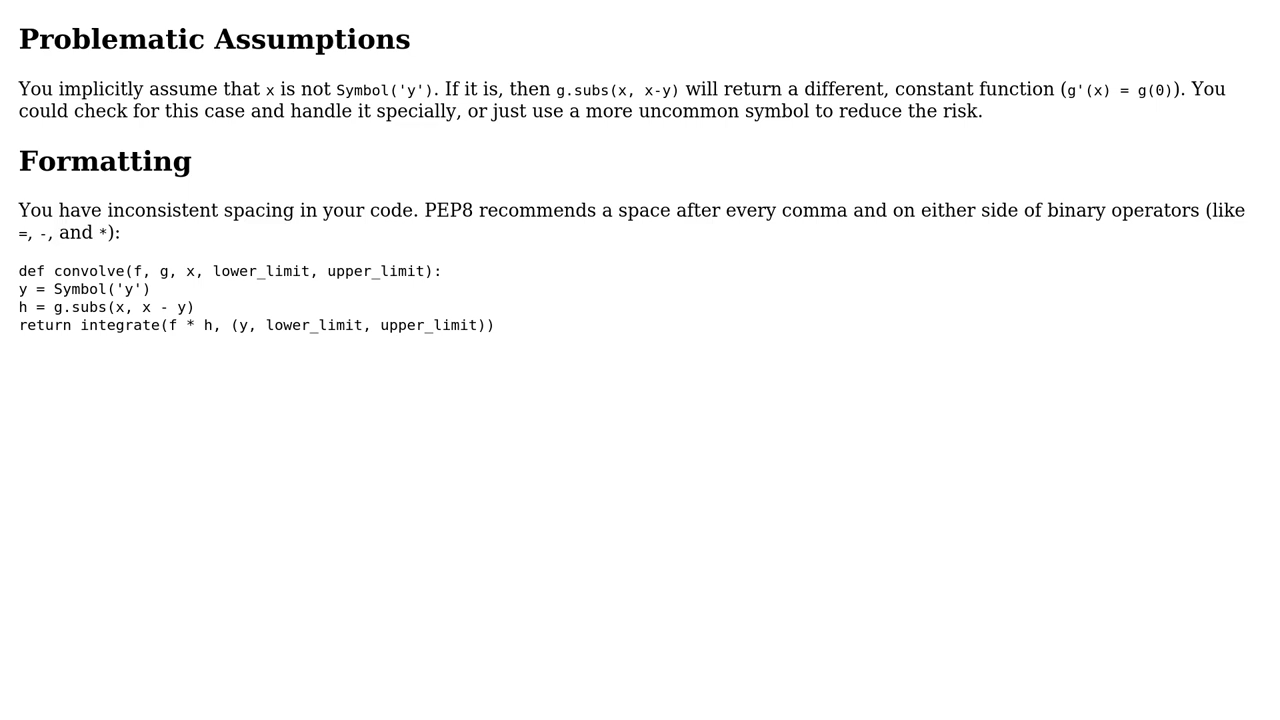 Problematic Assumptions
You implicitly assume that x is not Symbol('y'). If it is, then g.subs(x, x-y) will return a different, constant function (g'(x) = g(0)). You
could check for this case and handle it specially, or just use a more uncommon symbol to reduce the risk.
Formatting
You have inconsistent spacing in your code. PEP8 recommends a space after every comma and on either side of binary operators (like
=, -, and *):
def convolve(f, g, x, lower_limit, upper_limit):
y = Symbol('y')
h = g.subs(x, x - y)
return integrate(f * h, (y, lower_limit, upper_limit))